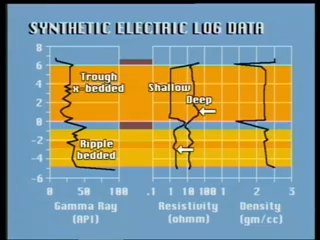 SYNTHETIC ELECTRIC LOG DATA
8
6
4
2
0
-2
-4
-6
Trough
x-bedded
Ripple
bedded
Shallow
Deep
0 50 100
.1 1 10 100
1 2 3
Gamma Ray
(API)
Resistivity
(ohmm)
Density
(gm/cc)